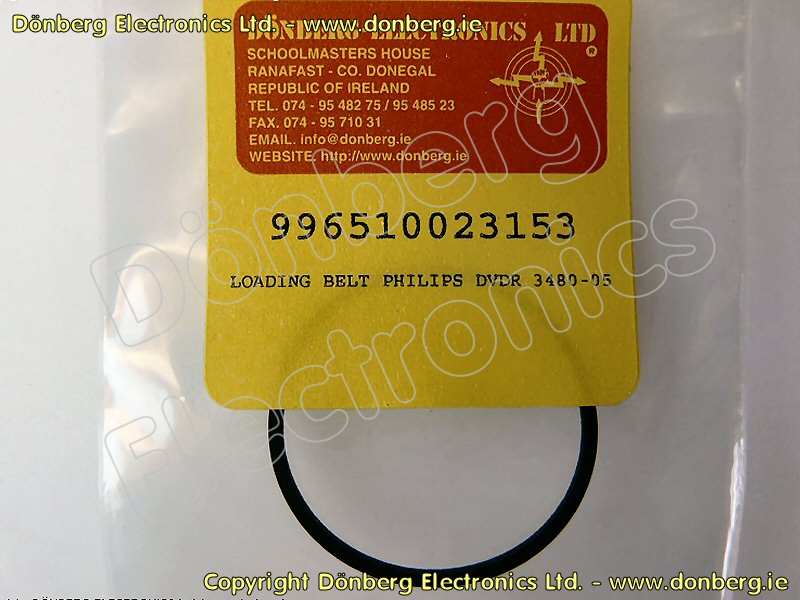 Dönberg Electronics Ltd. - www.donberg.ie
DÖNBERG ELECTRONICS LTD
®
SCHOOLMASTERS HOUSE
RANAFAST - CO. DONEGAL
REPUBLIC OF IRELAND
TEL. 074 - 95 482 75 / 95 485 23
FAX. 074 - 95 710 31
EMAIL. info@donberg.ie
WEBSITE. http://www.donberg.ie
996510023153
LOADING BELT PHILIPS DVDR 3480-05
Dönberg
Electronics
Copyright Dönberg Electronics Ltd. - www.donberg.ie